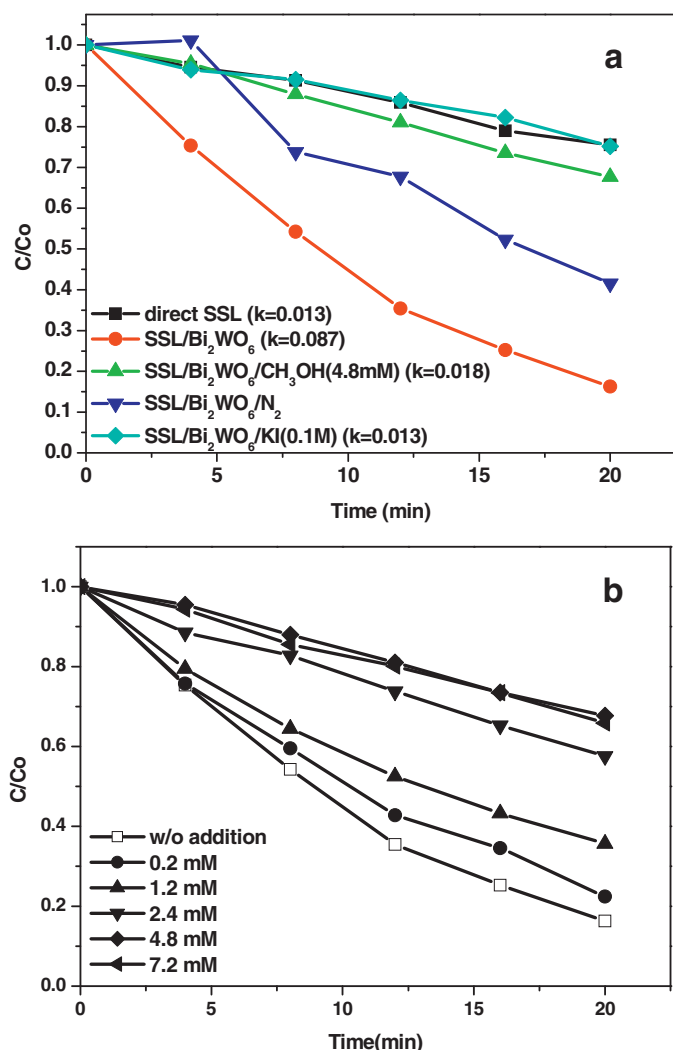 a
1.0
0.9
0.8
0.7
0.6
0.5
0.4
0.3
0.2
0.1
0.0
C/Co
direct SSL (k=0.013)
SSL/Bi₂WO₆ (k=0.087)
SSL/Bi₂WO₆/CH₃OH(4.8mM) (k=0.018)
SSL/Bi₂WO₆/N₂
SSL/Bi₂WO₆/KI(0.1M) (k=0.013)
0 5 10 15 20
Time (min)
b
1.0
0.8
0.6
0.4
0.2
0.0
C/Co
w/o addition
0.2 mM
1.2 mM
2.4 mM
4.8 mM
7.2 mM
0 5 10 15 20
Time(min)